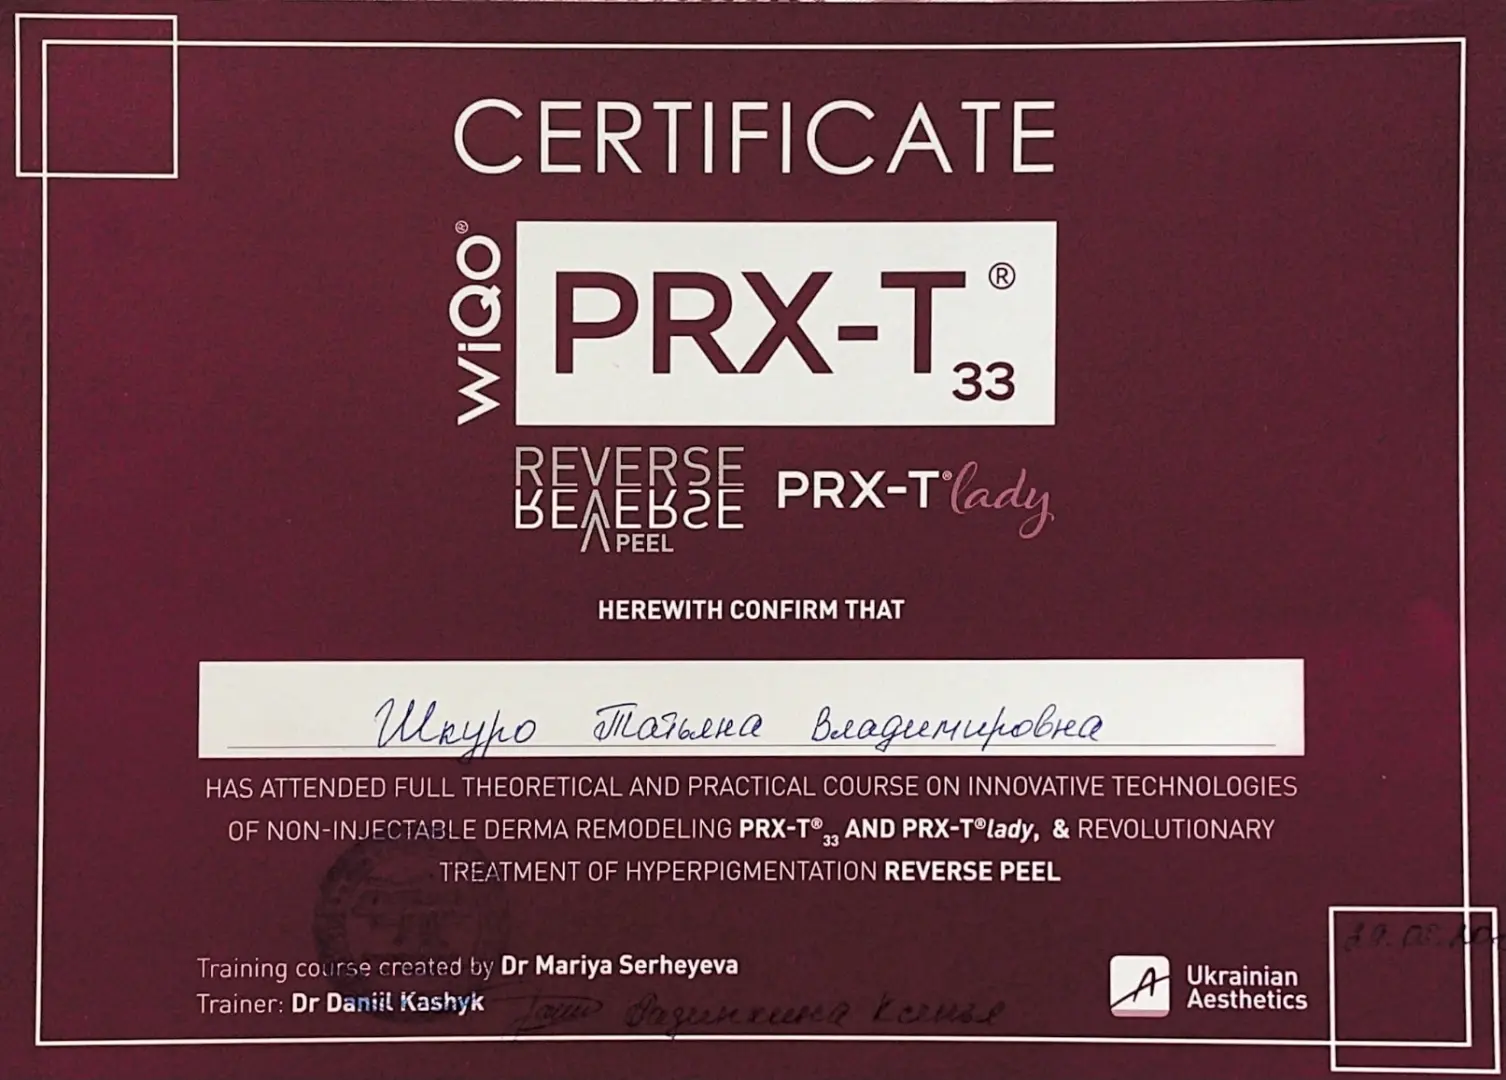 CERTIFICATE
WiQo®
PRX-T®33
REVERSE
REVERSE
PEEL
PRX-T®lady
HEREWITH CONFIRM THAT
Шкуро Татьяна Владимировна
HAS ATTENDED FULL THEORETICAL AND PRACTICAL COURSE ON INNOVATIVE TECHNOLOGIES
OF NON-INJECTABLE DERMA REMODELING PRX-T®33 AND PRX-T®lady, & REVOLUTIONARY
TREATMENT OF HYPERPIGMENTATION REVERSE PEEL
Training course created by Dr Mariya Serheyeva
Trainer: Dr Daniil Kashyk
Ксенья
Ukrainian
Aesthetics